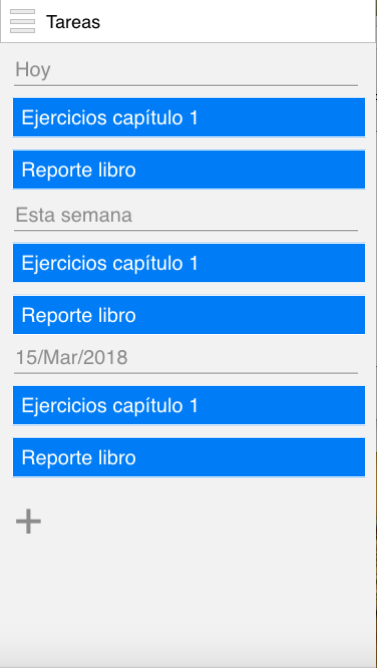 Tareas
Hoy
Ejercicios capítulo 1
Reporte libro
Esta semana
Ejercicios capítulo 1
Reporte libro
15/Mar/2018
Ejercicios capítulo 1
Reporte libro
+